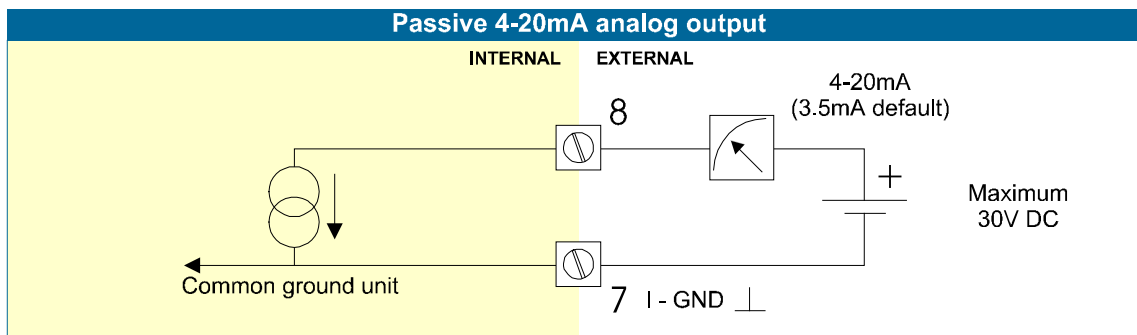 Passive 4-20mA analog output
INTERNAL
EXTERNAL
4-20mA
(3.5mA default)
8
+
Maximum
30V DC
Common ground unit
7 I - GND